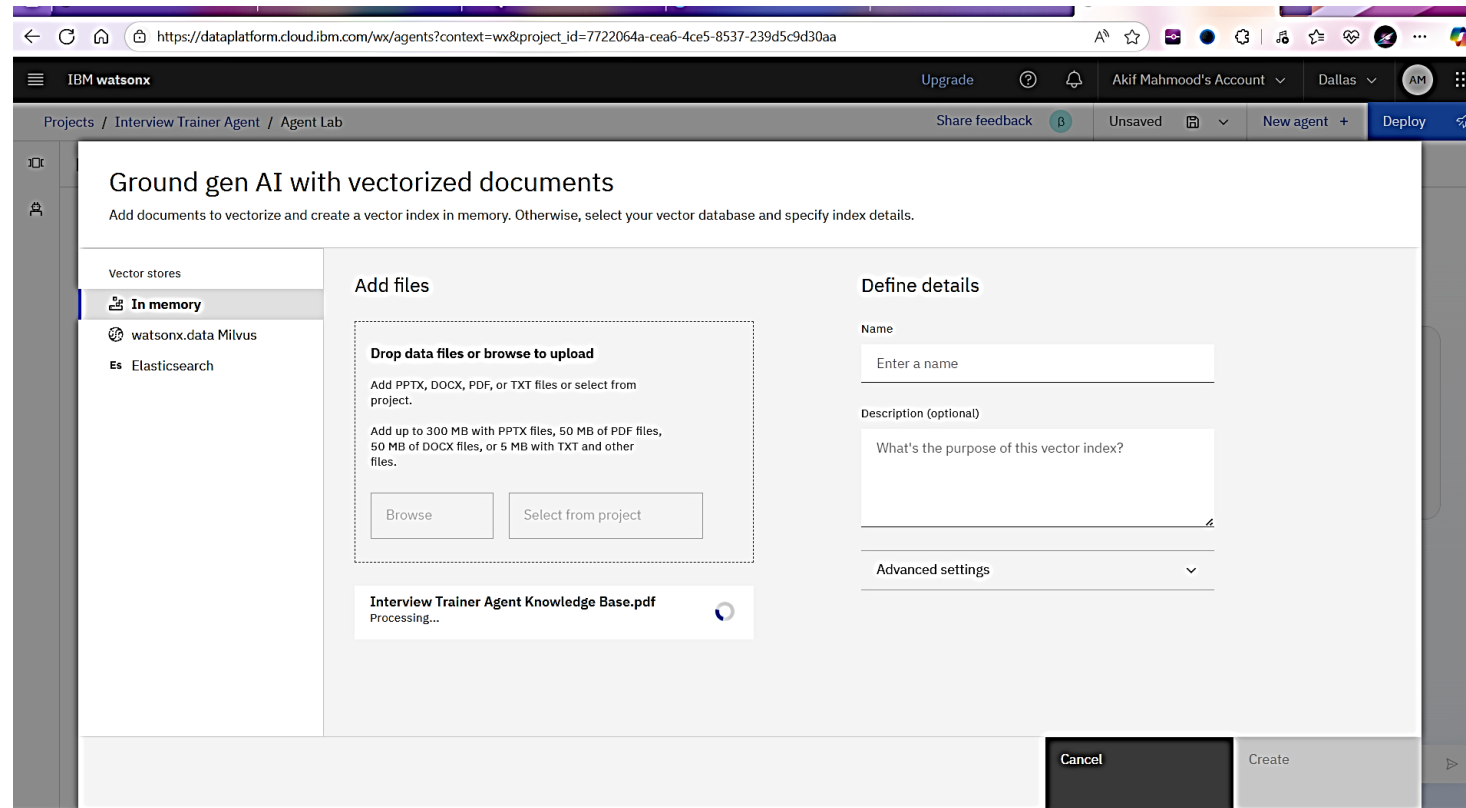 https://dataplatform.cloud.ibm.com/wx/agents?context=wx&project_id=7722064a-cea6-4ce5-8537-239d5c9d30aa
IBM watsonx
Upgrade
Akif Mahmood's Account
Dallas
AM
Projects / Interview Trainer Agent / Agent Lab
Share feedback
β
Unsaved
New agent +
Deploy
Ground gen AI with vectorized documents
Add documents to vectorize and create a vector index in memory. Otherwise, select your vector database and specify index details.
Vector stores
In memory
watsonx.data Milvus
Es Elasticsearch
Add files
Drop data files or browse to upload
Add PPTX, DOCX, PDF, or TXT files or select from
project.
Add up to 300 MB with PPTX files, 50 MB of PDF files,
50 MB of DOCX files, or 5 MB with TXT and other
files.
Browse
Select from project
Interview Trainer Agent Knowledge Base.pdf
Processing...
Define details
Name
Enter a name
Description (optional)
What's the purpose of this vector index?
Advanced settings
Cancel
Create